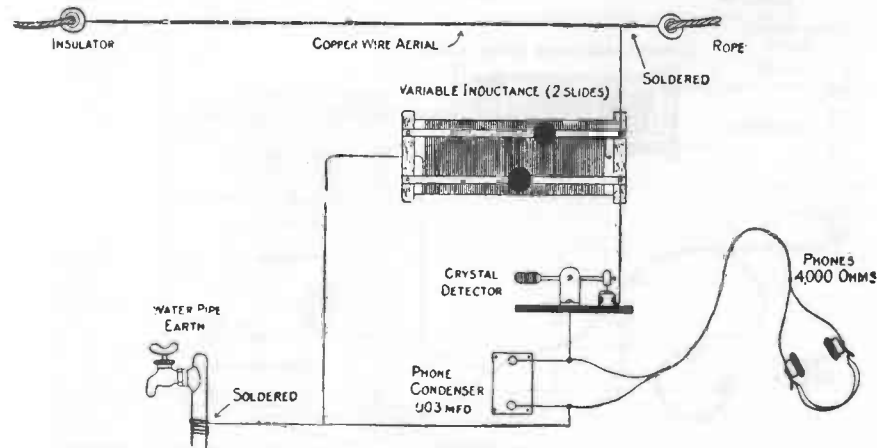 INSULATOR
COPPER WIRE AERIAL
ROPE
SOLDERED
VARIABLE INDUCTANCE (2 SLIDES)
CRYSTAL
DETECTOR
PHONES
4,000 OHMS
WATER PIPE
EARTH
SOLDERED
PHONE
CONDENSER
.003 MFD